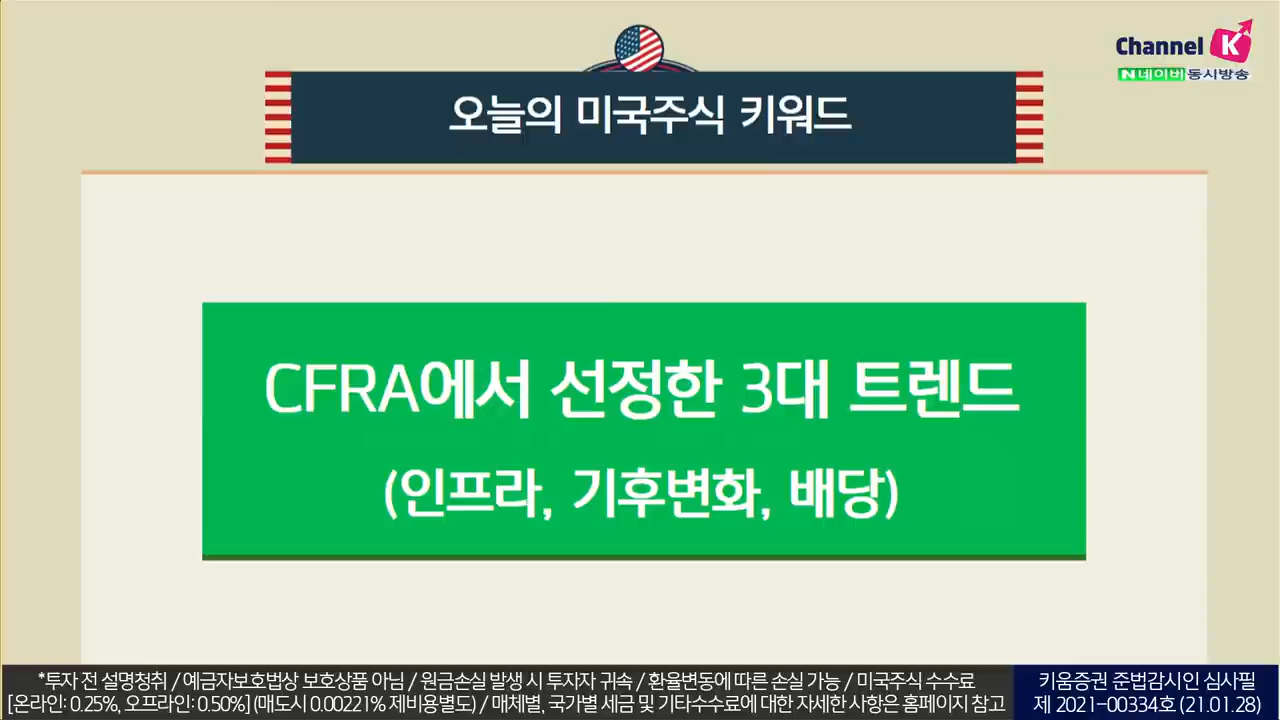 Channel K
N 네이버 동시방송
오늘의 미국주식 키워드
CFRA에서 선정한 3대 트렌드
(인프라, 기후변화, 배당)
*투자 전 설명청취 / 예금자보호법상 보호상품 아님 / 원금손실 발생 시 투자자 귀속 / 환율변동에 따른 손실 가능 / 미국주식 수수료
[온라인: 0.25%, 오프라인: 0.50%] (매도시 0.00221% 제비용별도) / 매체별, 국가별 세금 및 기타수수료에 대한 자세한 사항은 홈페이지 참고
키움증권 준법감시인 심사필
제 2021-00334호 (21.01.28)